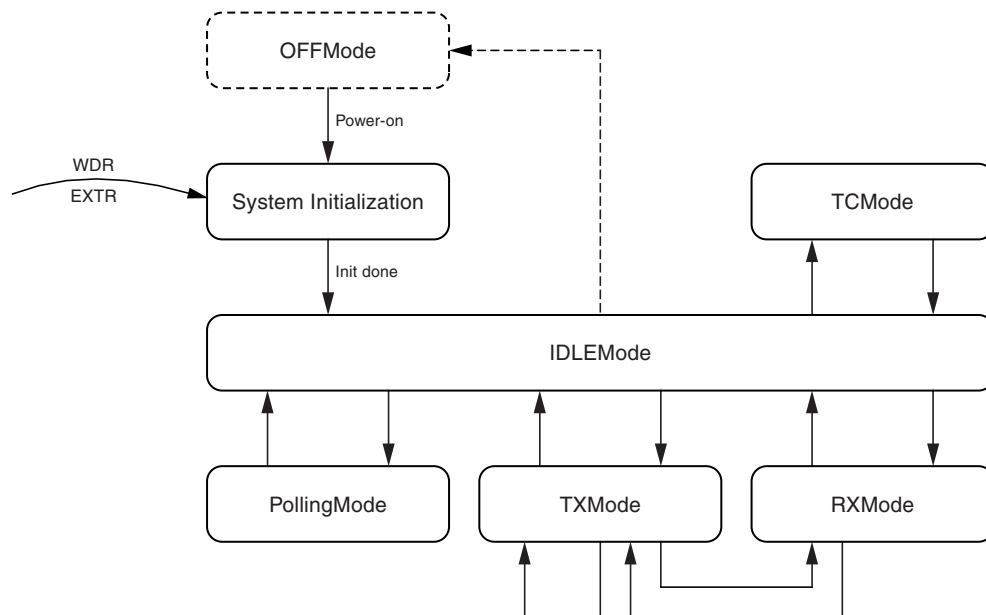 OFFMode
Power-on
WDR
EXTR
System Initialization
TCMode
Init done
IDLEMode
PollingMode
TXMode
RXMode